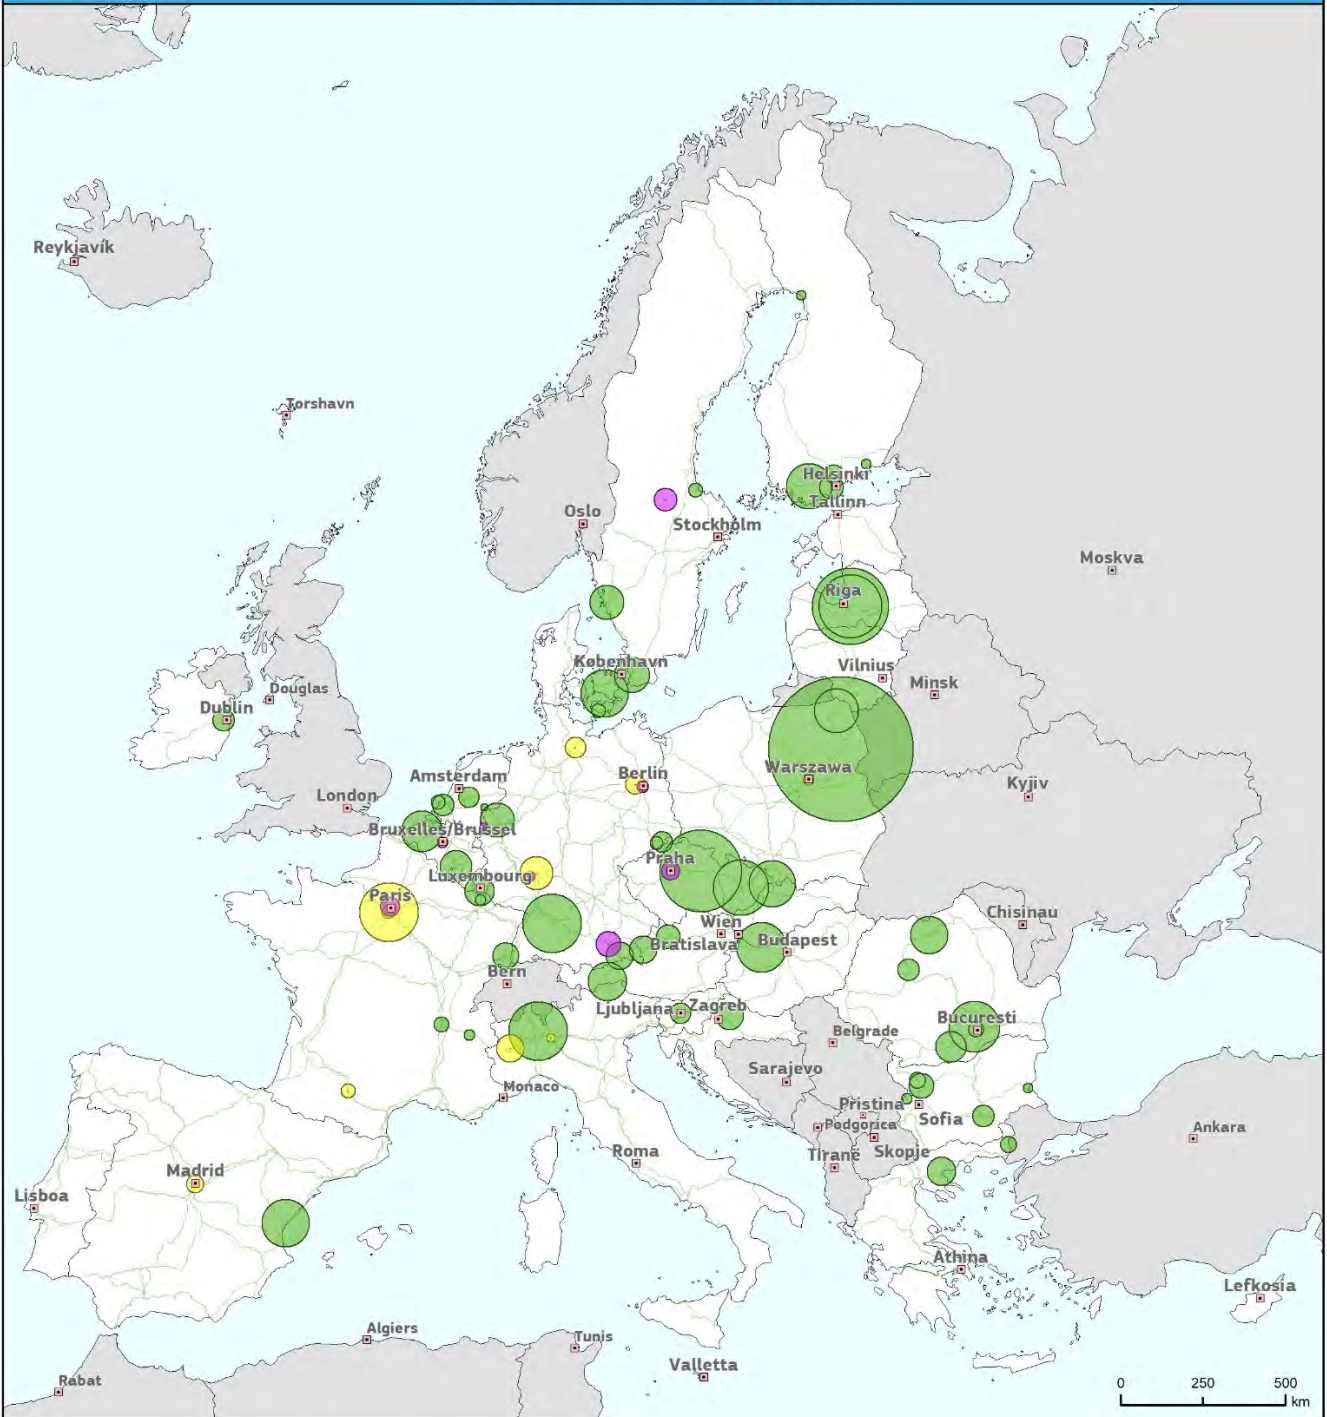 Reykjavík
Torshavn
Helsinki
Tallinn
Oslo
Stockholm
Moskva
Riga
København
Vilnius
Minsk
Douglas
Dublin
Amsterdam
Berlin
Warszawa
London
Kyjiv
Bruxelles/Brussel
Praha
Luxembourg
Paris
Chisinau
Wien
Bratislava
Budapest
Bern
Ljubljana
Zagreb
Bucuresti
Belgrade
Sarajevo
Monaco
Pristina
Sofia
Podgorica
Ankara
Skopje
Tiranë
Roma
Madrid
Lisboa
Athina
Lefkosia
Algiers
Tunis
Valletta
Rabat
0 250 500
km